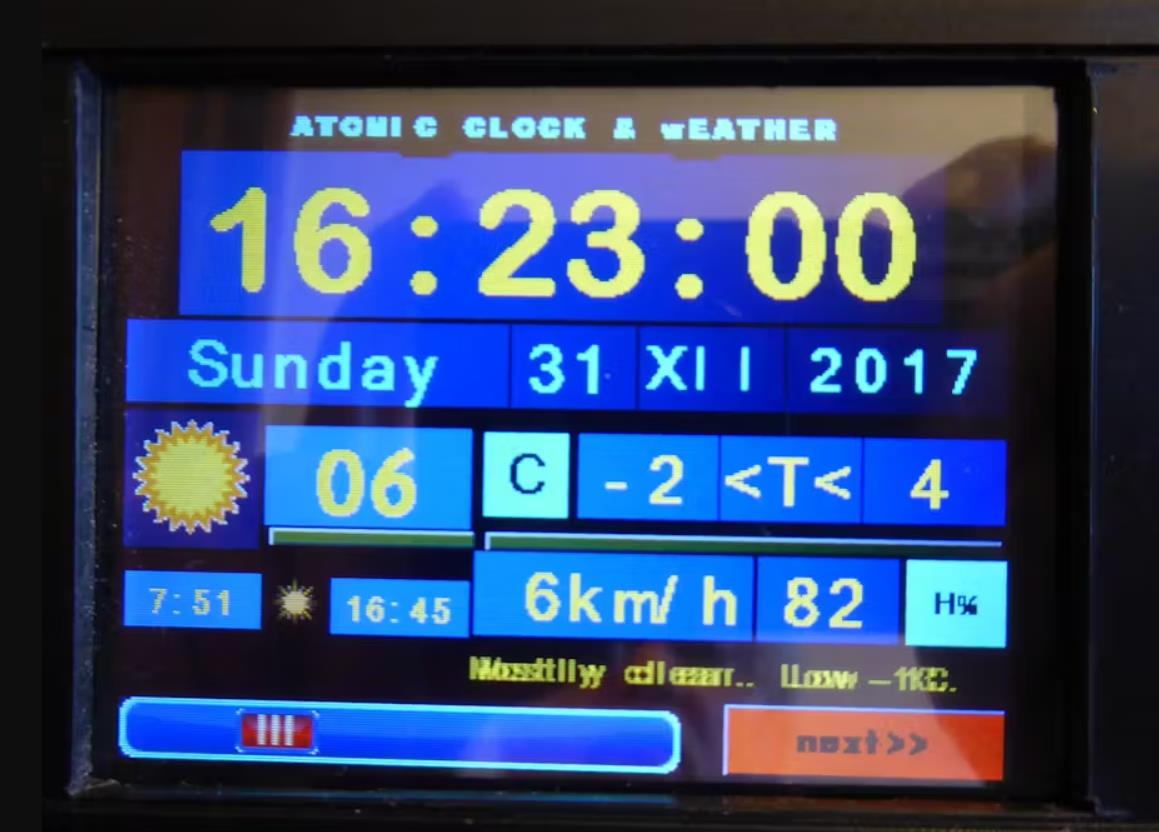 ATOMIC CLOCK & wEATHER
16:23:00
Sunday 31 XII 2017
06 C -2 <T< 4
7:51 16:45 6km/h 82 H%
Mostly clear.. Low
next>>